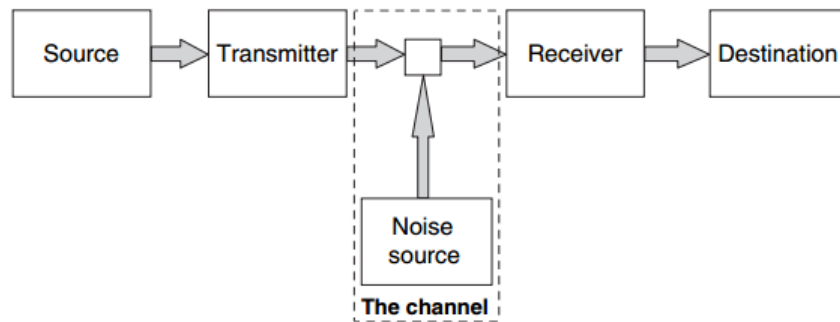 Source
Transmitter
Receiver
Destination
Noise
source
The channel